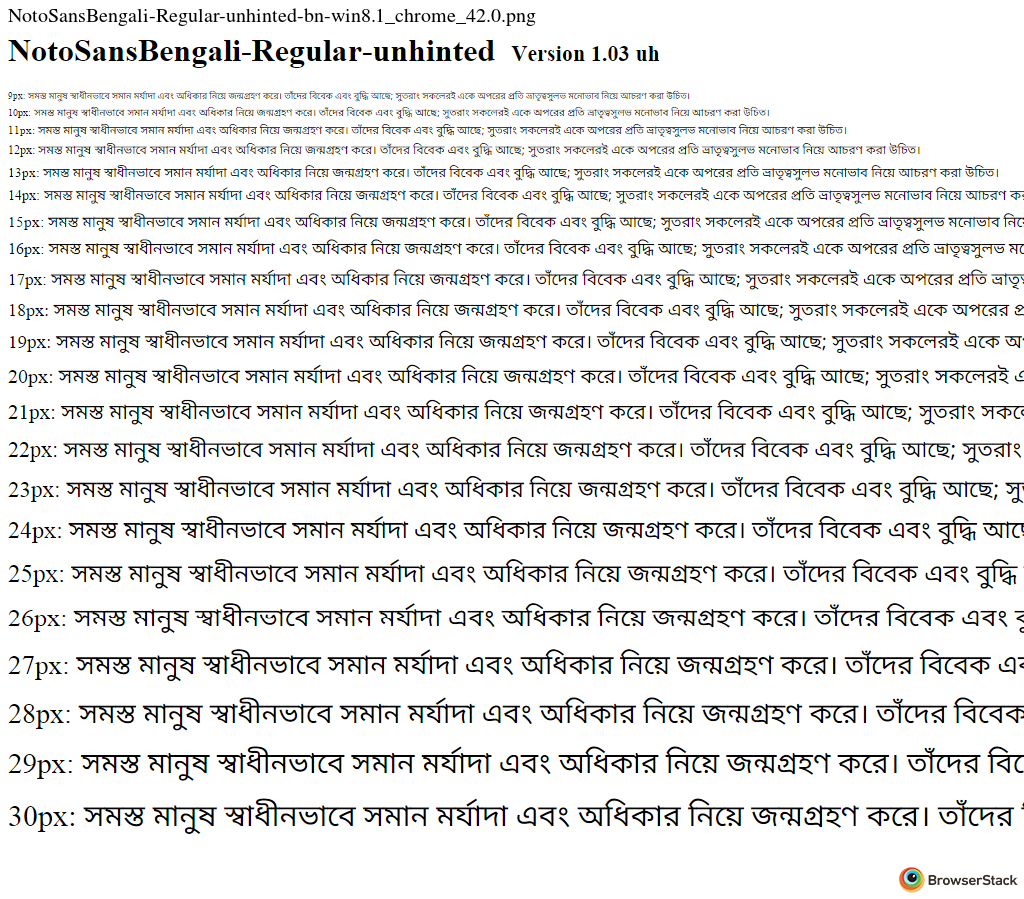 NotoSansBengali-Regular-unhinted-bn-win8.1_chrome_42.0.png
NotoSansBengali-Regular-unhinted Version 1.03 uh
9px: সমস্ত মানুষ স্বাধীনভাবে সমান মর্যাদা এবং অধিকার নিয়ে জন্মগ্রহণ করে। তাঁদের বিবেক এবং বুদ্ধি আছে; সুতরাং সকলেরই একে অপরের প্রতি ভ্রাতৃত্বসুলভ মনোভাব নিয়ে আচরণ করা উচিত।
10px: সমস্ত মানুষ স্বাধীনভাবে সমান মর্যাদা এবং অধিকার নিয়ে জন্মগ্রহণ করে। তাঁদের বিবেক এবং বুদ্ধি আছে; সুতরাং সকলেরই একে অপরের প্রতি ভ্রাতৃত্বসুলভ মনোভাব নিয়ে আচরণ করা উচিত।
11px: সমস্ত মানুষ স্বাধীনভাবে সমান মর্যাদা এবং অধিকার নিয়ে জন্মগ্রহণ করে। তাঁদের বিবেক এবং বুদ্ধি আছে; সুতরাং সকলেরই একে অপরের প্রতি ভ্রাতৃত্বসুলভ মনোভাব নিয়ে আচরণ করা উচিত।
12px: সমস্ত মানুষ স্বাধীনভাবে সমান মর্যাদা এবং অধিকার নিয়ে জন্মগ্রহণ করে। তাঁদের বিবেক এবং বুদ্ধি আছে; সুতরাং সকলেরই একে অপরের প্রতি ভ্রাতৃত্বসুলভ মনোভাব নিয়ে আচরণ করা উচিত।
13px: সমস্ত মানুষ স্বাধীনভাবে সমান মর্যাদা এবং অধিকার নিয়ে জন্মগ্রহণ করে। তাঁদের বিবেক এবং বুদ্ধি আছে; সুতরাং সকলেরই একে অপরের প্রতি ভ্রাতৃত্বসুলভ মনোভাব নিয়ে আচরণ করা উচিত।
14px: সমস্ত মানুষ স্বাধীনভাবে সমান মর্যাদা এবং অধিকার নিয়ে জন্মগ্রহণ করে। তাঁদের বিবেক এবং বুদ্ধি আছে; সুতরাং সকলেরই একে অপরের প্রতি ভ্রাতৃত্বসুলভ মনোভাব নিয়ে আচরণ
15px: সমস্ত মানুষ স্বাধীনভাবে সমান মর্যাদা এবং অধিকার নিয়ে জন্মগ্রহণ করে। তাঁদের বিবেক এবং বুদ্ধি আছে; সুতরাং সকলেরই একে অপরের প্রতি ভ্রাতৃত্বসুলভ মনোভাব
16px: সমস্ত মানুষ স্বাধীনভাবে সমান মর্যাদা এবং অধিকার নিয়ে জন্মগ্রহণ করে। তাঁদের বিবেক এবং বুদ্ধি আছে; সুতরাং সকলেরই একে অপরের প্রতি ভ্রাতৃত্বসুলভ
17px: সমস্ত মানুষ স্বাধীনভাবে সমান মর্যাদা এবং অধিকার নিয়ে জন্মগ্রহণ করে। তাঁদের বিবেক এবং বুদ্ধি আছে; সুতরাং সকলেরই একে অপরের প্রতি
18px: সমস্ত মানুষ স্বাধীনভাবে সমান মর্যাদা এবং অধিকার নিয়ে জন্মগ্রহণ করে। তাঁদের বিবেক এবং বুদ্ধি আছে; সুতরাং সকলেরই একে অপরের
19px: সমস্ত মানুষ স্বাধীনভাবে সমান মর্যাদা এবং অধিকার নিয়ে জন্মগ্রহণ করে। তাঁদের বিবেক এবং বুদ্ধি আছে; সুতরাং সকলেরই একে
20px: সমস্ত মানুষ স্বাধীনভাবে সমান মর্যাদা এবং অধিকার নিয়ে জন্মগ্রহণ করে। তাঁদের বিবেক এবং বুদ্ধি আছে; সুতরাং সকলেরই
21px: সমস্ত মানুষ স্বাধীনভাবে সমান মর্যাদা এবং অধিকার নিয়ে জন্মগ্রহণ করে। তাঁদের বিবেক এবং বুদ্ধি আছে; সুতরাং
22px: সমস্ত মানুষ স্বাধীনভাবে সমান মর্যাদা এবং অধিকার নিয়ে জন্মগ্রহণ করে। তাঁদের বিবেক এবং বুদ্ধি আছে; সুতরাং
23px: সমস্ত মানুষ স্বাধীনভাবে সমান মর্যাদা এবং অধিকার নিয়ে জন্মগ্রহণ করে। তাঁদের বিবেক এবং বুদ্ধি আছে;
24px: সমস্ত মানুষ স্বাধীনভাবে সমান মর্যাদা এবং অধিকার নিয়ে জন্মগ্রহণ করে। তাঁদের বিবেক এবং বুদ্ধি
25px: সমস্ত মানুষ স্বাধীনভাবে সমান মর্যাদা এবং অধিকার নিয়ে জন্মগ্রহণ করে। তাঁদের বিবেক এবং বুদ্ধি
26px: সমস্ত মানুষ স্বাধীনভাবে সমান মর্যাদা এবং অধিকার নিয়ে জন্মগ্রহণ করে। তাঁদের বিবেক এবং
27px: সমস্ত মানুষ স্বাধীনভাবে সমান মর্যাদা এবং অধিকার নিয়ে জন্মগ্রহণ করে। তাঁদের বিবেক
28px: সমস্ত মানুষ স্বাধীনভাবে সমান মর্যাদা এবং অধিকার নিয়ে জন্মগ্রহণ করে। তাঁদের বিবেক
29px: সমস্ত মানুষ স্বাধীনভাবে সমান মর্যাদা এবং অধিকার নিয়ে জন্মগ্রহণ করে। তাঁদের
30px: সমস্ত মানুষ স্বাধীনভাবে সমান মর্যাদা এবং অধিকার নিয়ে জন্মগ্রহণ করে। তাঁদের
BrowserStack